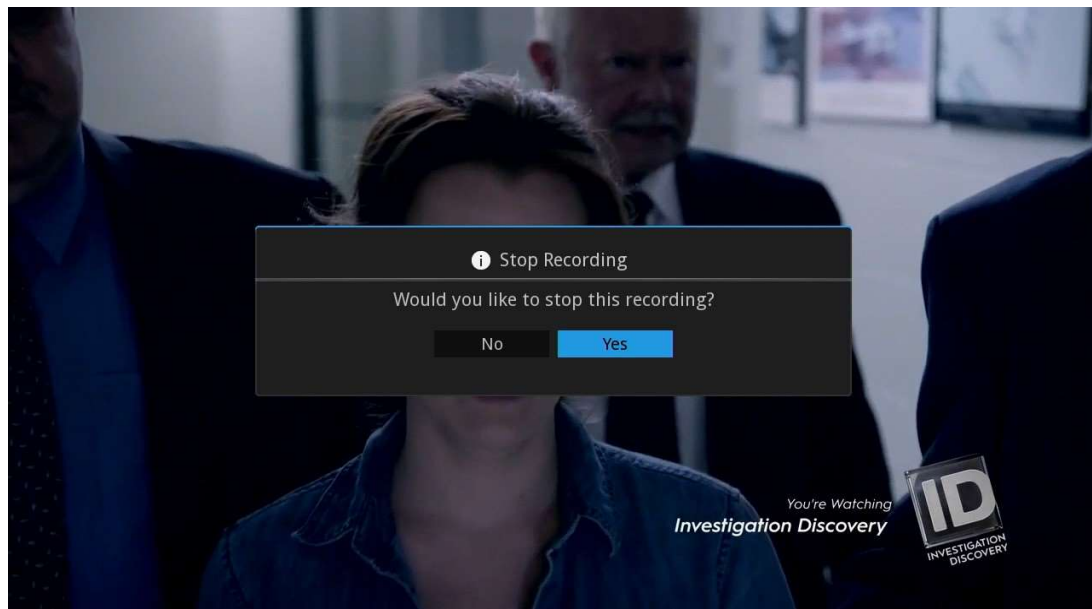 Stop Recording
Would you like to stop this recording?
No Yes
You're Watching
Investigation Discovery
ID
INVESTIGATION
DISCOVERY